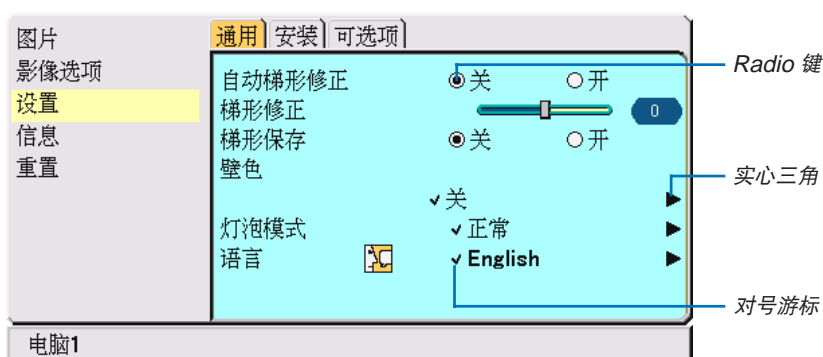 图片
影像选项
设置
信息
重置
通用 安装 可选项
自动梯形修正 关 开
梯形修正 0
梯形保存 关 开
壁色
关
灯泡模式 正常
语言 English
电脑1
Radio 键
实心三角
对号游标